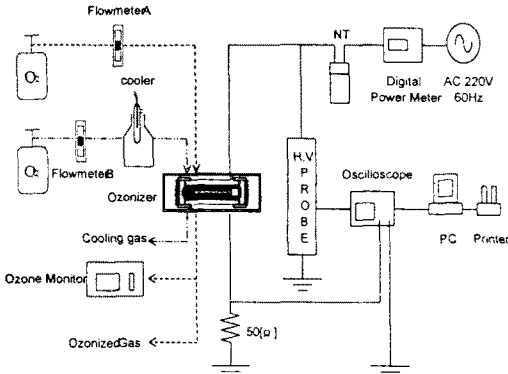 FlowmeterA
O₂
cooler
O₂
FlowmeterB
Ozonizer
Cooling gas
Ozone Monitor
OzonizedGas
NT
Digital
Power Meter
AC 220V
60Hz
H.V
P
R
O
B
E
Oscilloscope
PC
Printer
50[Ω]